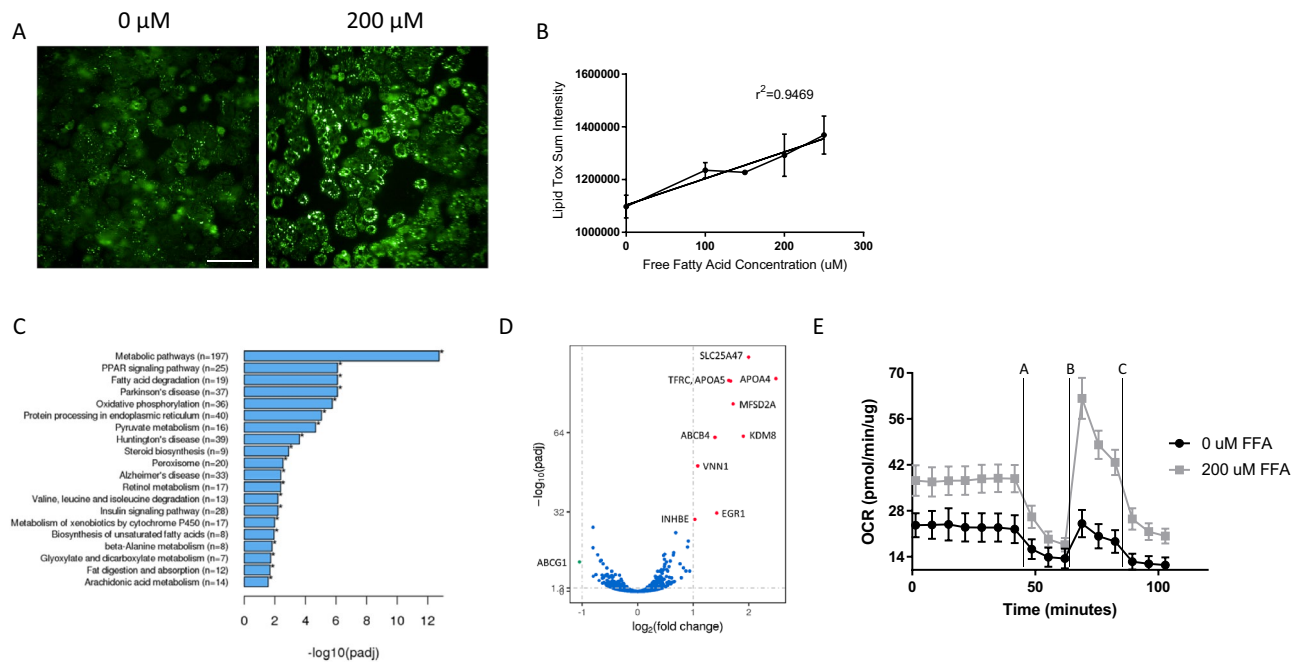 0 µM
200 µM
A
B
1600000
1400000
1200000
1000000
Lipid Tox Sum Intensity
r2=0.9469
0
100
200
300
Free Fatty Acid Concentration (uM)
C
Metabolic pathways (n=197)
PPAR signaling pathway (n=25)
Fatty acid degradation (n=19)
Parkinson's disease (n=37)
Oxidative phosphorylation (n=36)
Protein processing in endoplasmic reticulum (n=40)
Pyruvate metabolism (n=16)
Huntington's disease (n=39)
Steroid biosynthesis (n=9)
Peroxisome (n=20)
Alzheimer's disease (n=33)
Retinol metabolism (n=17)
Valine, leucine and isoleucine degradation (n=13)
Insulin signaling pathway (n=28)
Metabolism of xenobiotics by cytochrome P450 (n=17)
Biosynthesis of unsaturated fatty acids (n=8)
beta-Alanine metabolism (n=8)
Glyoxylate and dicarboxylate metabolism (n=7)
Fat digestion and absorption (n=12)
Arachidonic acid metabolism (n=14)
* * * * * * * * * * * * * * * * * * * *
0 2 4 6 8 10 12
-log10(padj)
D
SLC25A47
TFRC, APOA5
APOA4
MFSD2A
ABCB4
KDM8
VNN1
EGR1
INHBE
ABCG1
64
32
1.3
0
−log10(padj)
-1 0 1 2
log2(fold change)
E
A B C
70
56
42
28
14
OCR (pmol/min/ug)
0 50 100
Time (minutes)
0 uM FFA
200 uM FFA